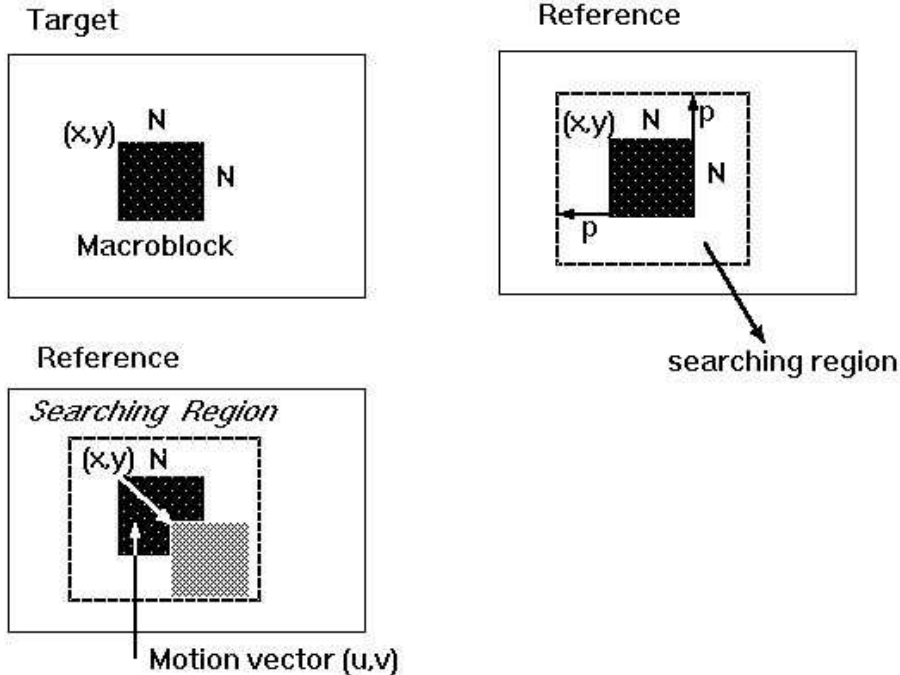 Target
(x,y)
N
N
Macroblock
Reference
(x,y)
N
p
N
p
searching region
Reference
Searching Region
(x,y) N
Motion vector (u,v)